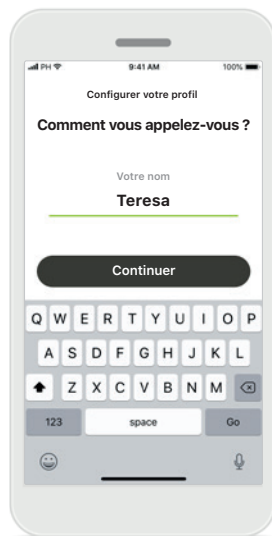 PH 9:41 AM 100%
Configurer votre profil
Comment vous appelez-vous ?
Votre nom
Teresa
Continuer
Q W E R T Y U I O P
A S D F G H J K L
Z X C V B N M
123 space Go